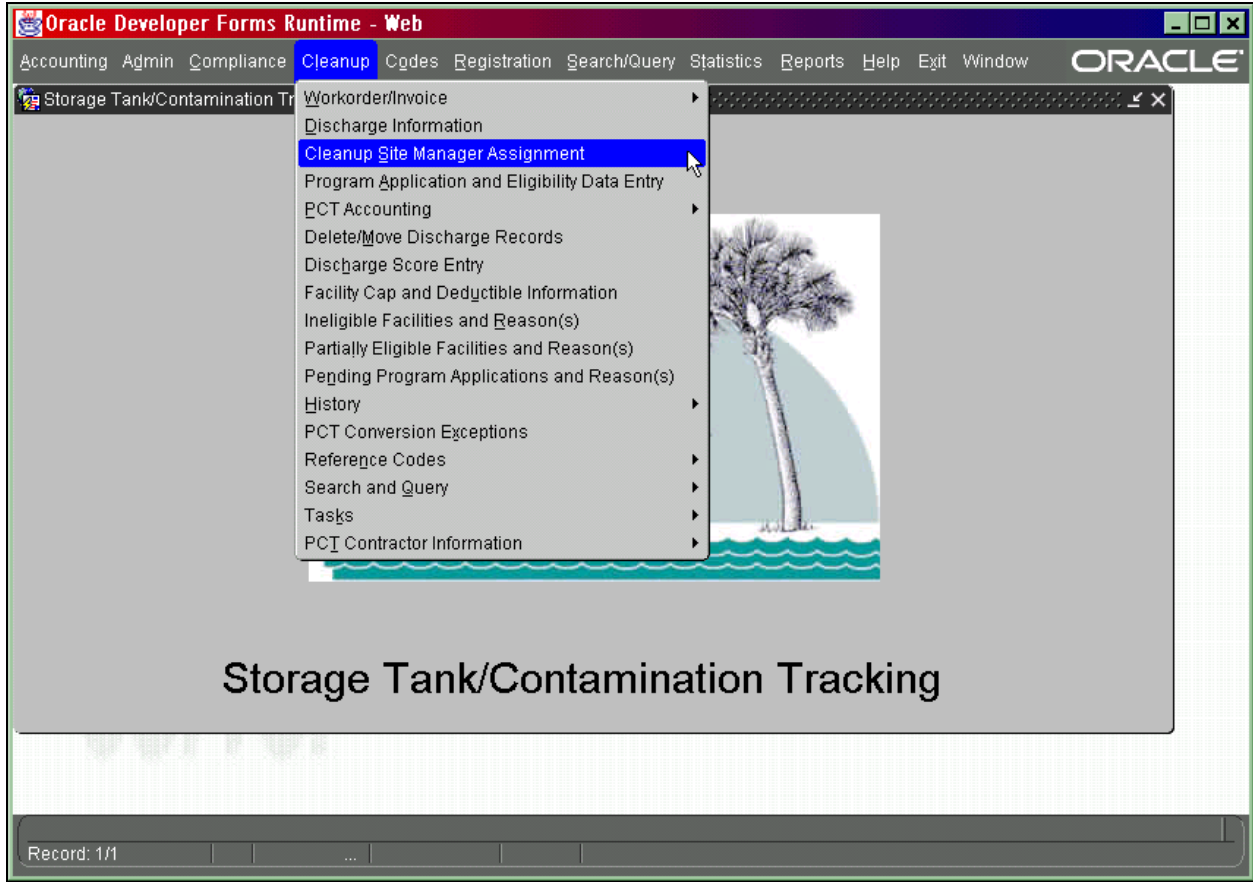 Oracle Developer Forms Runtime - Web
Accounting Admin Compliance Cleanup Codes Registration Search/Query Statistics Reports Help Exit Window ORACLE
Storage Tank/Contamination Tr
Workorder/Invoice
Discharge Information
Cleanup Site Manager Assignment
Program Application and Eligibility Data Entry
PCT Accounting
Delete/Move Discharge Records
Discharge Score Entry
Facility Cap and Deductible Information
Ineligible Facilities and Reason(s)
Partially Eligible Facilities and Reason(s)
Pending Program Applications and Reason(s)
History
PCT Conversion Exceptions
Reference Codes
Search and Query
Tasks
PCT Contractor Information
Storage Tank/Contamination Tracking
Record: 1/1 ...